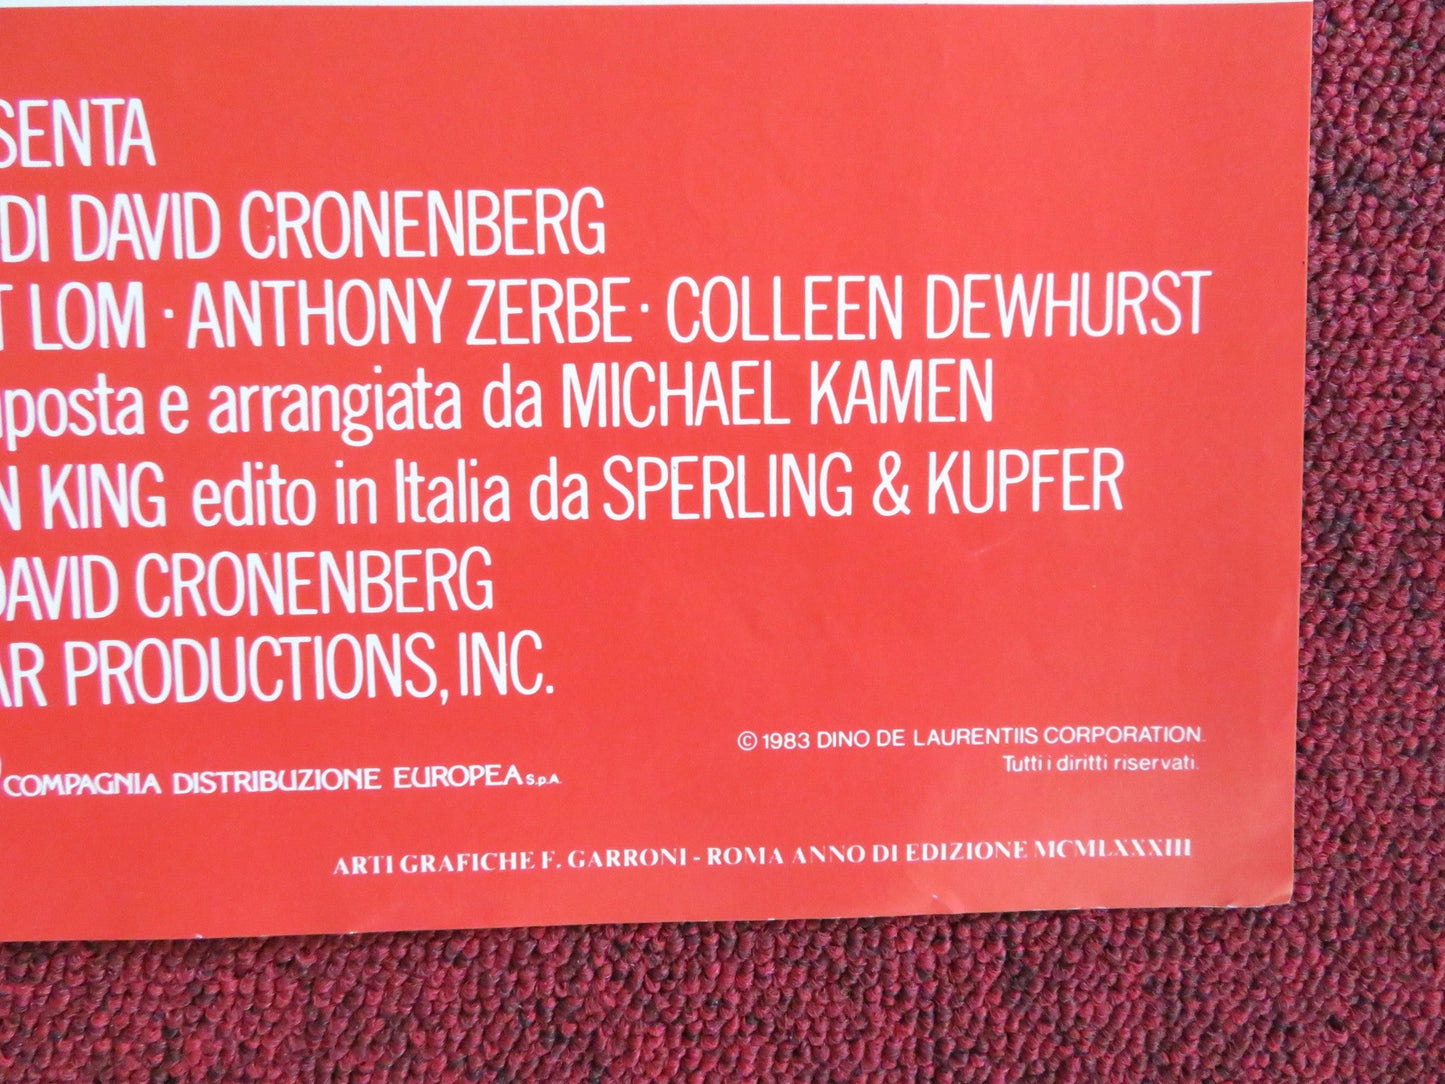 SENTA
DI DAVID CRONENBERG
T LOM · ANTHONY ZERBE · COLLEEN DEWHURST
posta e arrangiata da MICHAEL KAMEN
N KING edito in Italia da SPERLING & KUPFER
DAVID CRONENBERG
AR PRODUCTIONS, INC.
© 1983 DINO DE LAURENTIIS CORPORATION.
Tutti i diritti riservati.
COMPAGNIA DISTRIBUZIONE EUROPEA S.p.A.
ARTI GRAFICHE F. GARRONI - ROMA ANNO DI EDIZIONE MCMLXXXIII